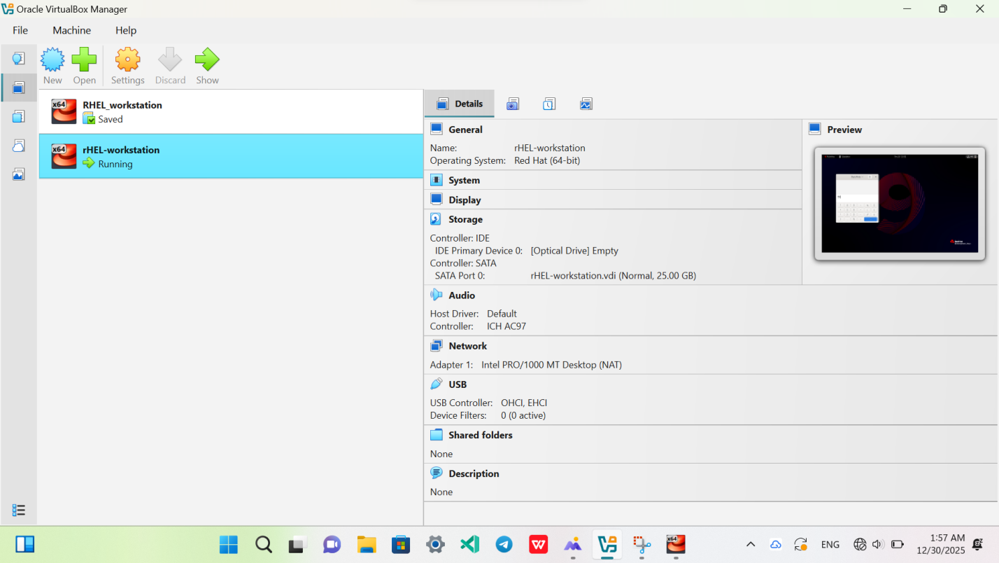 Oracle VirtualBox Manager
File Machine Help
New Open Settings Discard Show
x64 RHEL_workstation
Saved
x64 rHEL-workstation
Running
Details
General
Name: rHEL-workstation
Operating System: Red Hat (64-bit)
System
Display
Storage
Controller: IDE
IDE Primary Device 0: [Optical Drive] Empty
Controller: SATA
SATA Port 0: rHEL-workstation.vdi (Normal, 25.00 GB)
Audio
Host Driver: Default
Controller: ICH AC97
Network
Adapter 1: Intel PRO/1000 MT Desktop (NAT)
USB
USB Controller: OHCI, EHCI
Device Filters: 0 (0 active)
Shared folders
None
Description
None
Preview
9
x64
ENG
1:57 AM
12/30/2025